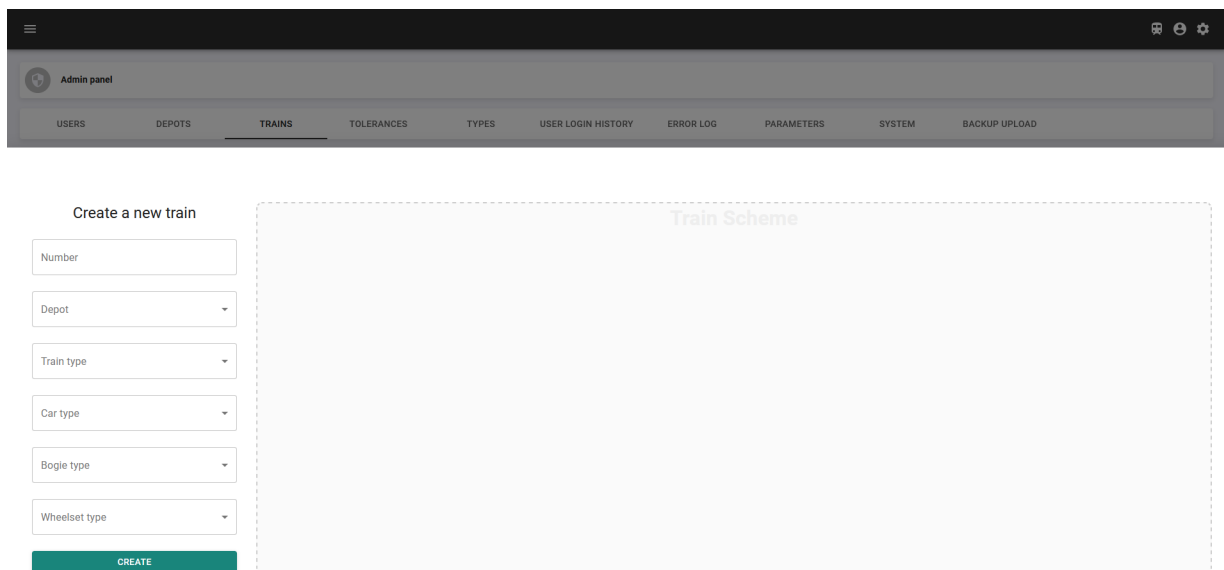 Admin panel
USERS DEPOTS TRAINS TOLERANCES TYPES USER LOGIN HISTORY ERROR LOG PARAMETERS SYSTEM BACKUP UPLOAD
Create a new train
Train Scheme
Number
Depot
Train type
Car type
Bogie type
Wheelset type
CREATE